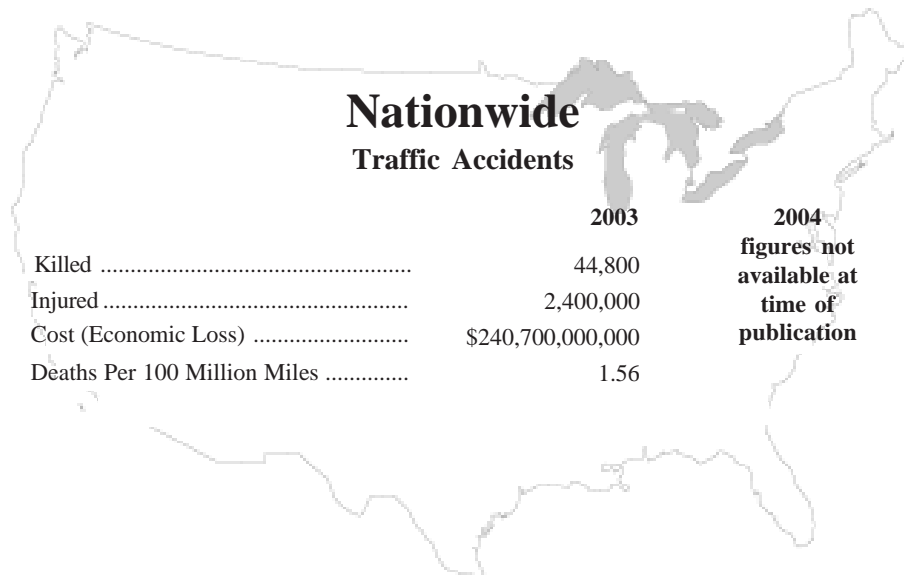 Nationwide
Traffic Accidents
2003 2004
figures not
available at
time of
publication
Killed .................................................... 44,800
Injured ................................................... 2,400,000
Cost (Economic Loss) .......................... $240,700,000,000
Deaths Per 100 Million Miles .............. 1.56